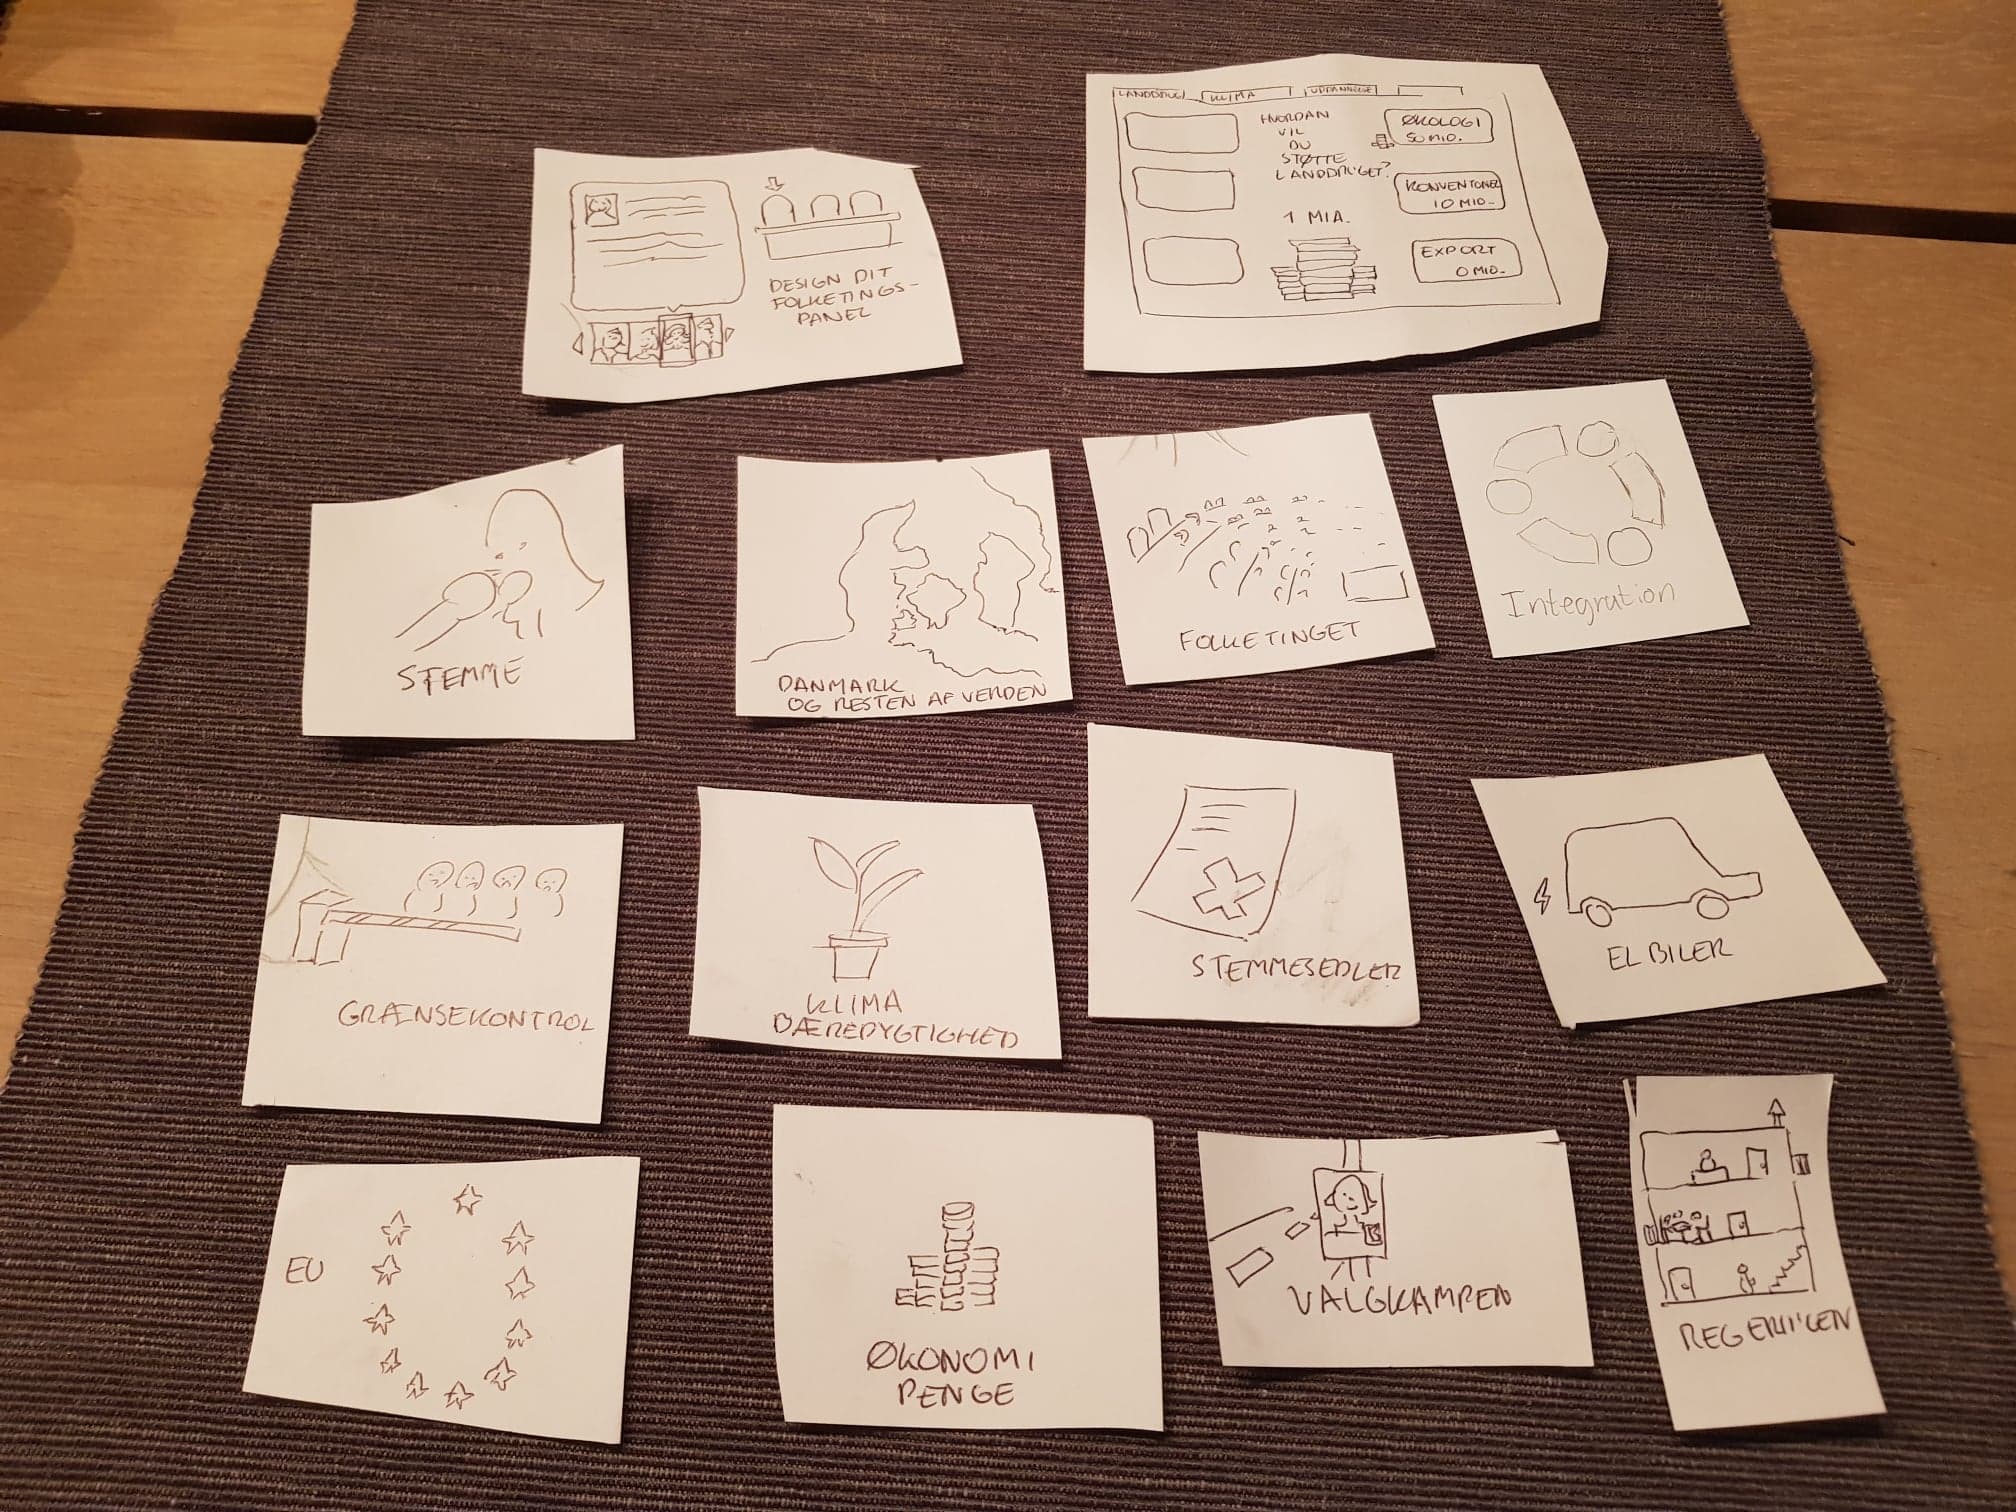 DESIGN DIT
FOLKETINGS-
PANEL
LANDBRUG
KLIMA
UDDANNELSE
HVORDAN
VIL
DU
STØTTE
LANDBRUGET?
1 MIA.
ØKOLOGI
50 MIO.
KONVENTONEL
10 MIO.
EXPORT
0 MIO.
STEMME
DANMARK
OG RESTEN AF VERDEN
FOLKETINGET
Integration
GRÆNSEKONTROL
KLIMA
BÆREDYGTIGHED
STEMMESEDLER
ELBILER
EU
ØKONOMI
PENGE
VALGKAMPEN
REGERINGEN